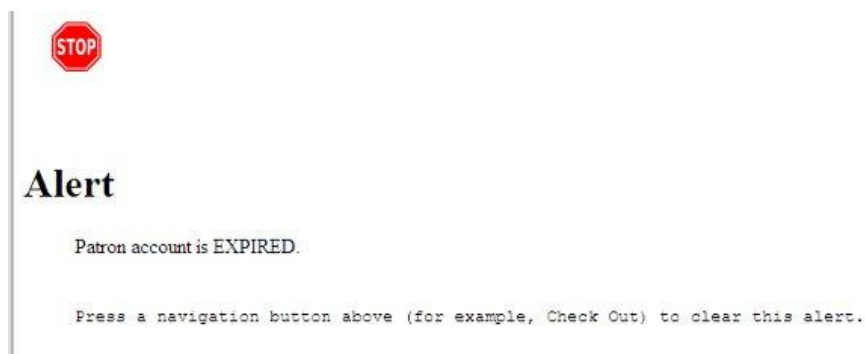 STOP
Alert
Patron account is EXPIRED.
Press a navigation button above (for example, Check Out) to clear this alert.